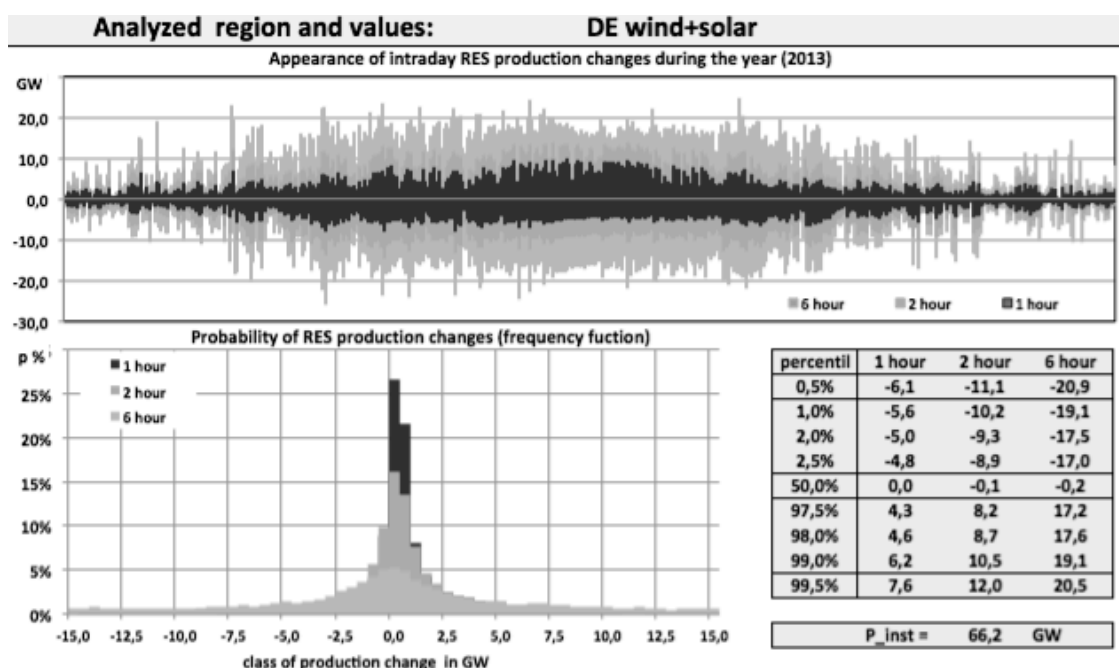 Analyzed region and values: DE wind+solar
Appearance of intraday RES production changes during the year (2013)
GW
20,0
10,0
0,0
-10,0
-20,0
-30,0
6 hour 2 hour 1 hour
Probability of RES production changes (frequency fuction)
p %
25%
20%
15%
10%
5%
0%
1 hour
2 hour
6 hour
-15,0 -12,5 -10,0 -7,5 -5,0 -2,5 0,0 2,5 5,0 7,5 10,0 12,5 15,0
class of production change in GW
percentil 1 hour 2 hour 6 hour
0,5% -6,1 -11,1 -20,9
1,0% -5,6 -10,2 -19,1
2,0% -5,0 -9,3 -17,5
2,5% -4,8 -8,9 -17,0
50,0% 0,0 -0,1 -0,2
97,5% 4,3 8,2 17,2
98,0% 4,6 8,7 17,6
99,0% 6,2 10,5 19,1
99,5% 7,6 12,0 20,5
P_inst = 66,2 GW